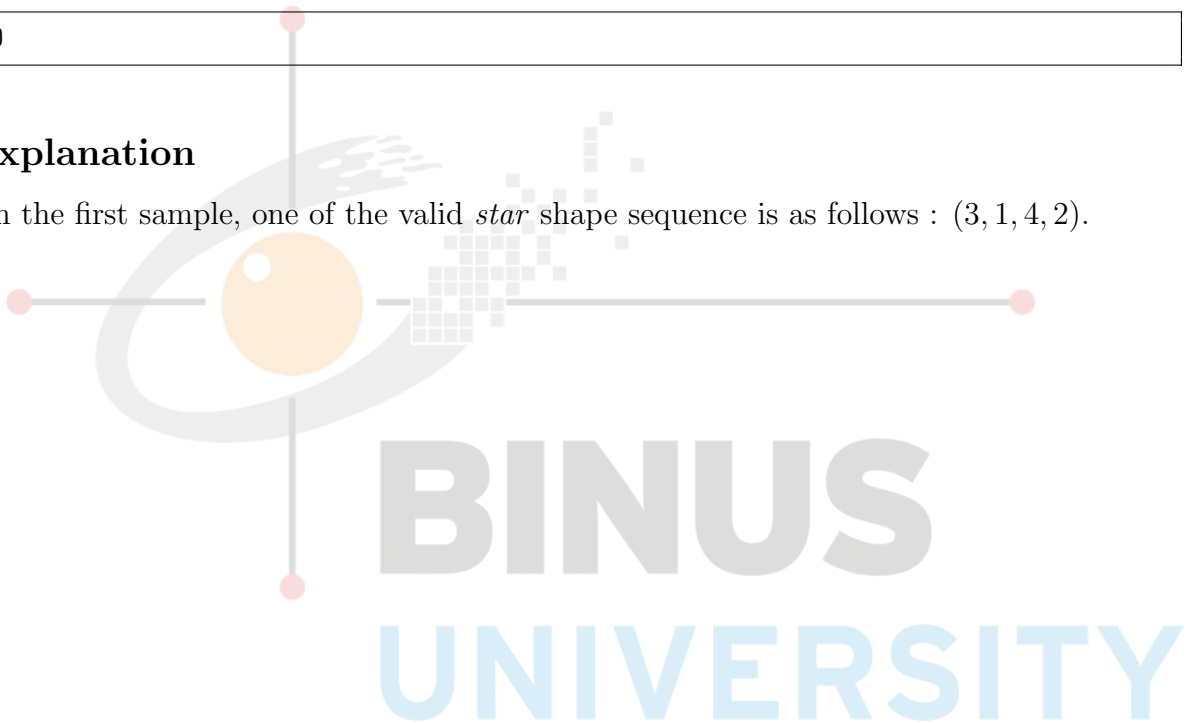 xplanation
n the first sample, one of the valid star shape sequence is as follows : (3, 1, 4, 2).
BINUS
UNIVERSITY